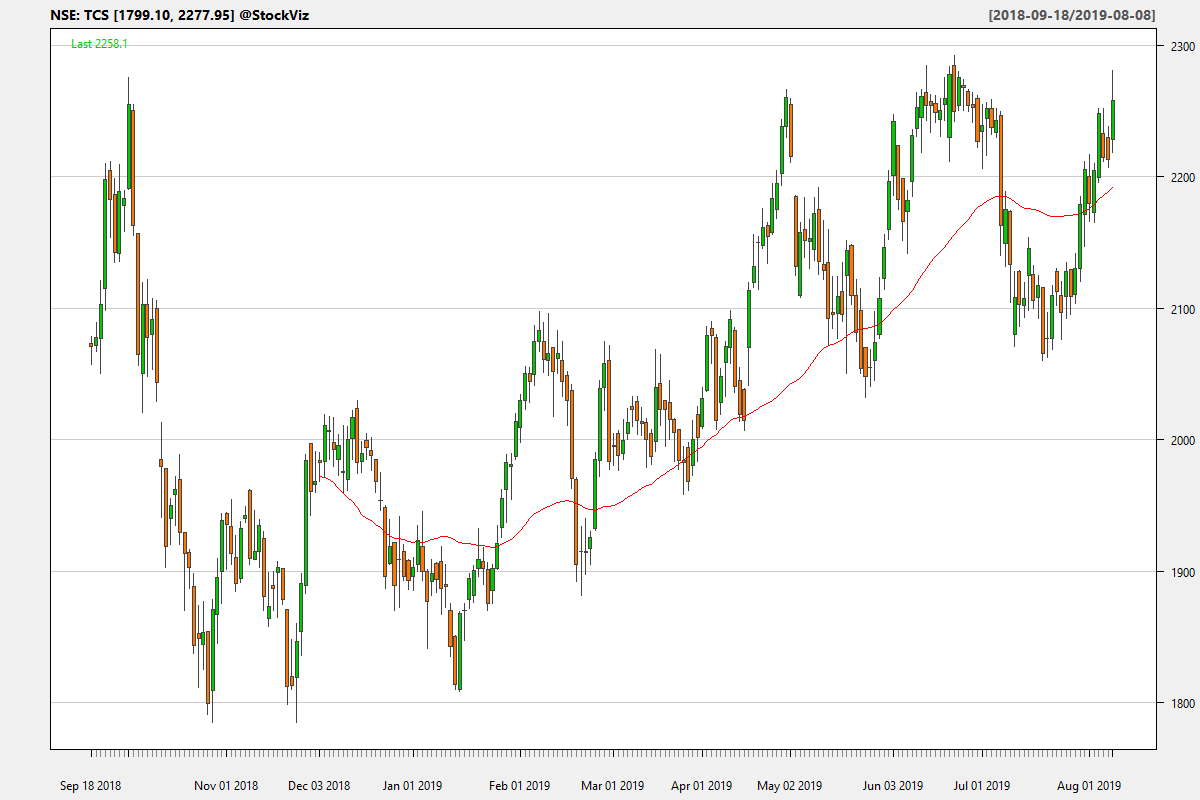 NSE: TCS [1799.10, 2277.95] @StockViz [2018-09-18/2019-08-08]
Last 2258.1
2300
2200
2100
2000
1900
1800
Sep 18 2018 Nov 01 2018 Dec 03 2018 Jan 01 2019 Feb 01 2019 Mar 01 2019 Apr 01 2019 May 02 2019 Jun 03 2019 Jul 01 2019 Aug 01 2019